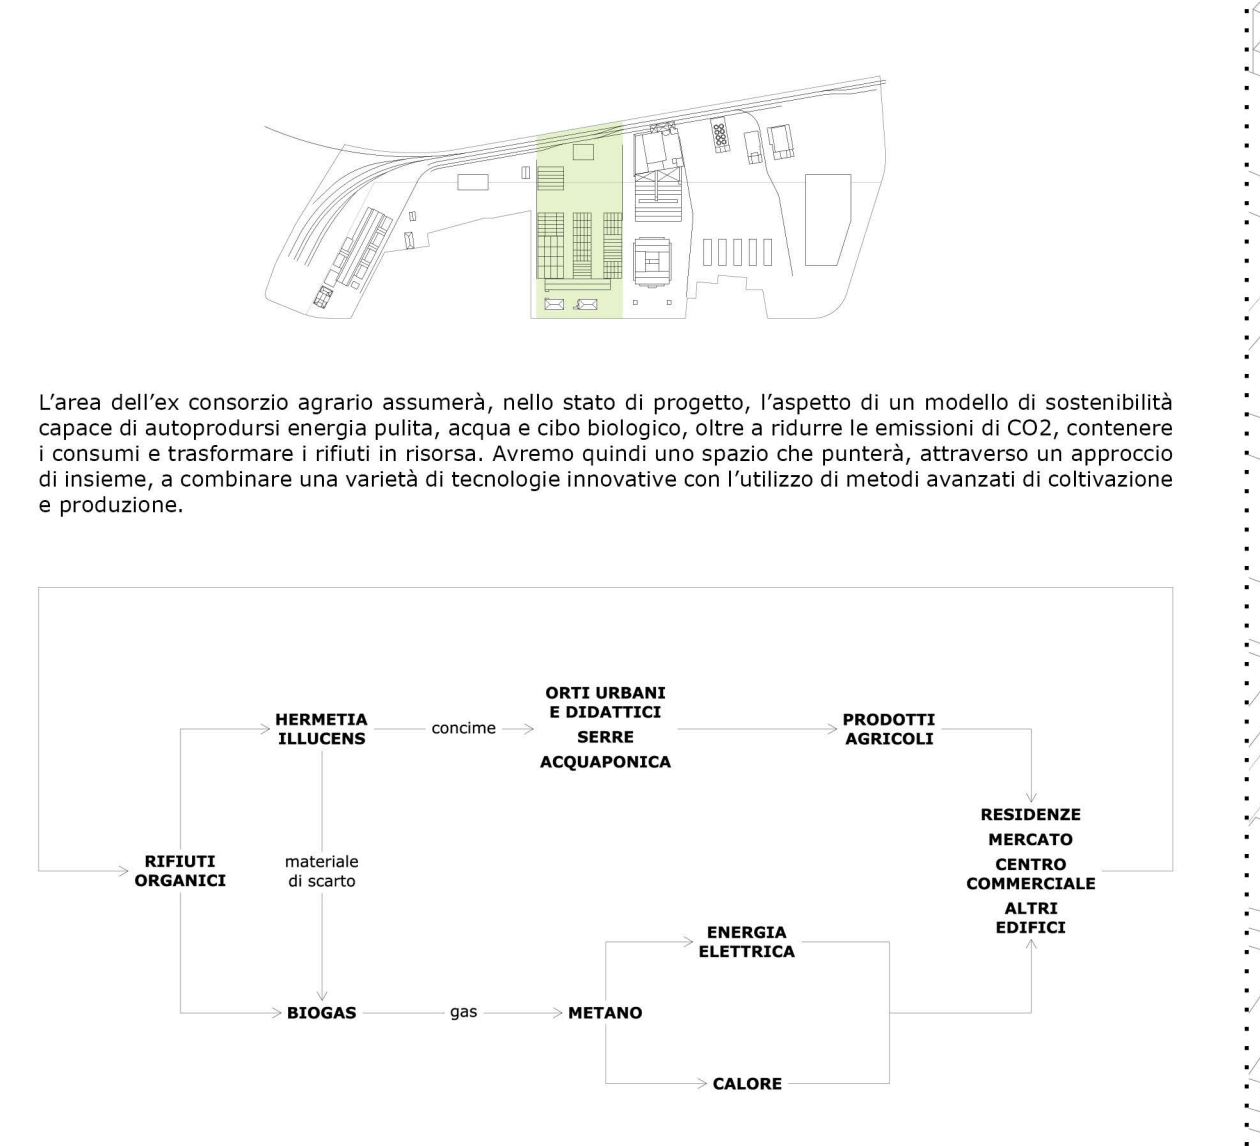 L'area dell'ex consorzio agrario assumerà, nello stato di progetto, l'aspetto di un modello di sostenibilità
capace di autoprodursi energia pulita, acqua e cibo biologico, oltre a ridurre le emissioni di CO2, contenere
i consumi e trasformare i rifiuti in risorsa. Avremo quindi uno spazio che punterà, attraverso un approccio
di insieme, a combinare una varietà di tecnologie innovative con l'utilizzo di metodi avanzati di coltivazione
e produzione.
HERMETIA
ILLUCENS
concime
ORTI URBANI
E DIDATTICI
SERRE
ACQUAPONICA
PRODOTTI
AGRICOLI
RIFIUTI
ORGANICI
materiale
di scarto
RESIDENZE
MERCATO
CENTRO
COMMERCIALE
ALTRI
EDIFICI
ENERGIA
ELETTRICA
BIOGAS
gas
METANO
CALORE